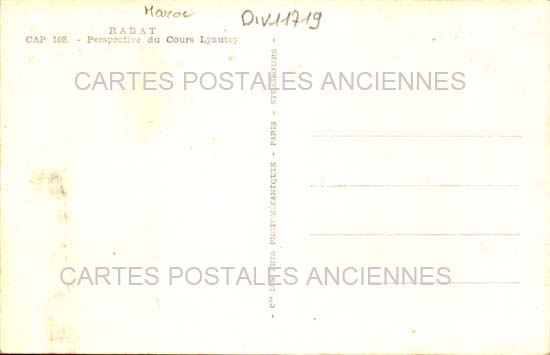 Maroc
Div11719
RABAT
CAP 108. - Perspective du Cours Lyautey
CARTES POSTALES ANCIENNES
- Cie DES ARTS PHOTOMÉCANIQUES - PARIS - STRASBOURG -
CARTES POSTALES ANCIENNES